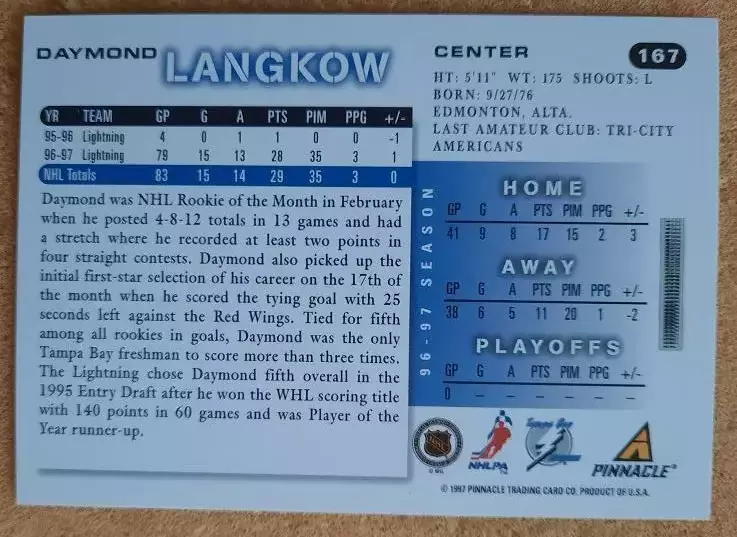 DAYMOND LANGKOW
YR TEAM GP G A PTS PIM PPG +/-
95-96 Lightning 4 0 1 1 0 0 -1
96-97 Lightning 79 15 13 28 35 3 1
NHL Totals 83 15 14 29 35 3 0
Daymond was NHL Rookie of the Month in February
when he posted 4-8-12 totals in 13 games and had
a stretch where he recorded at least two points in
four straight contests. Daymond also picked up the
initial first-star selection of his career on the 17th of
the month when he scored the tying goal with 25
seconds left against the Red Wings. Tied for fifth
among all rookies in goals, Daymond was the only
Tampa Bay freshman to score more than three times.
The Lightning chose Daymond fifth overall in the
1995 Entry Draft after he won the WHL scoring title
with 140 points in 60 games and was Player of the
Year runner-up.
CENTER 167
HT: 5'11" WT: 175 SHOOTS: L
BORN: 9/27/76
EDMONTON, ALTA.
LAST AMATEUR CLUB: TRI-CITY
AMERICANS
96-97 SEASON
HOME
GP G A PTS PIM PPG +/-
41 9 8 17 15 2 3
AWAY
GP G A PTS PIM PPG +/-
38 6 5 11 20 1 -2
PLAYOFFS
GP G A PTS PIM PPG +/-
0 – – – – – –
NHL
NHLPA
Tampa Bay
Lightning
PINNACLE
© 1997 PINNACLE TRADING CARD CO. PRODUCT OF U.S.A.